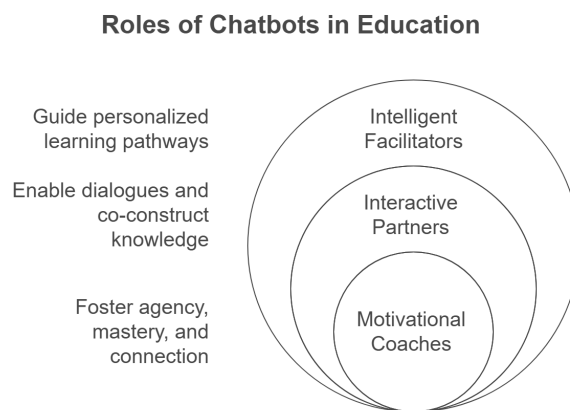 Roles of Chatbots in Education
Guide personalized
learning pathways
Intelligent
Facilitators
Enable dialogues and
co-construct
knowledge
Interactive
Partners
Foster agency,
mastery, and
connection
Motivational
Coaches